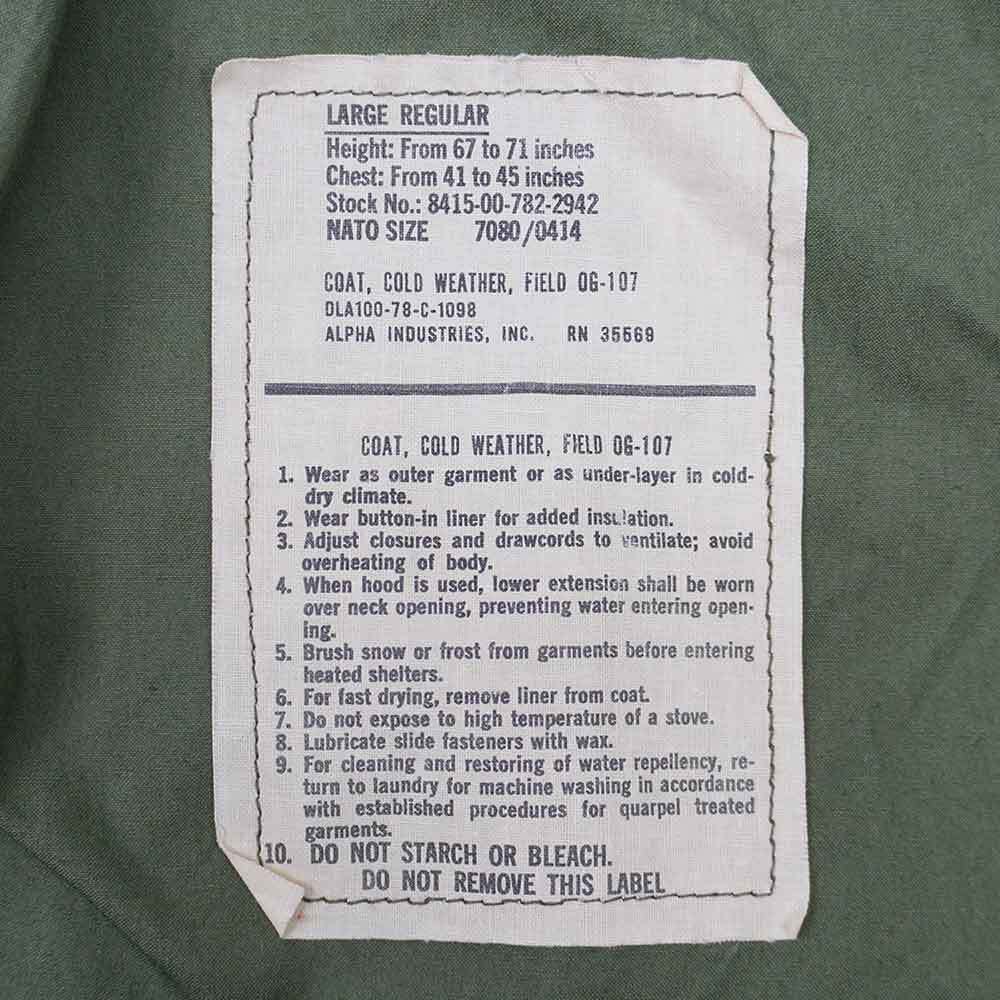 LARGE REGULAR
Height: From 67 to 71 inches
Chest: From 41 to 45 inches
Stock No.: 8415-00-782-2942
NATO SIZE 7080/0414
COAT, COLD WEATHER, FIELD OG-107
DLA100-78-C-1098
ALPHA INDUSTRIES, INC. RN 35569
COAT, COLD WEATHER, FIELD OG-107
1. Wear as outer garment or as under-layer in cold-
dry climate.
2. Wear button-in liner for added insulation.
3. Adjust closures and drawcords to ventilate; avoid
overheating of body.
4. When hood is used, lower extension shall be worn
over neck opening, preventing water entering open-
ing.
5. Brush snow or frost from garments before entering
heated shelters.
6. For fast drying, remove liner from coat.
7. Do not expose to high temperature of a stove.
8. Lubricate slide fasteners with wax.
9. For cleaning and restoring of water repellency, re-
turn to laundry for machine washing in accordance
with established procedures for quarpel treated
garments.
10. DO NOT STARCH OR BLEACH.
DO NOT REMOVE THIS LABEL